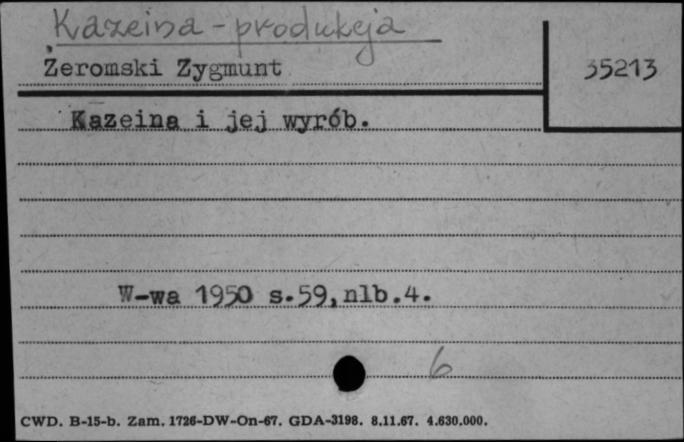 Kazeina - produkcja
Żeromski Zygmunt
35213
Kazeina i jej wyrób.
W-wa 1950 s.59, nlb.4.
6
CWD. B-15-b. Zam. 1726-DW-On-67. GDA-3198. 8.11.67. 4.630.000.